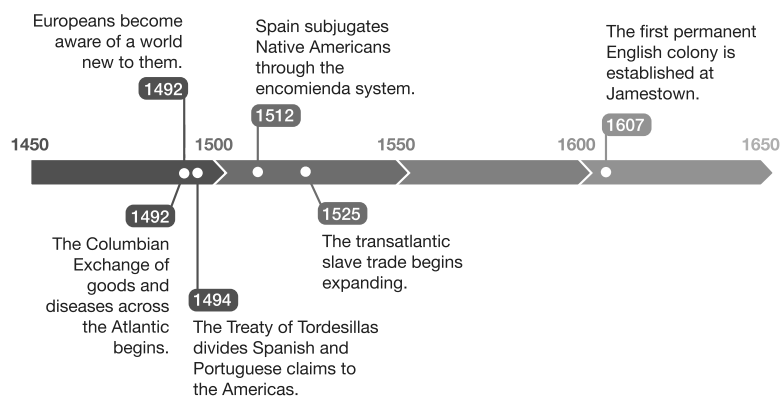 Europeans become
aware of a world
new to them.
1492
Spain subjugates
Native Americans
through the
encomienda system.
1512
The first permanent
English colony is
established at
Jamestown.
1607
1450
1500
1550
1600
1650
1492
The Columbian
Exchange of
goods and
diseases across
the Atlantic
begins.
1494
The Treaty of Tordesillas
divides Spanish and
Portuguese claims to
the Americas.
1525
The transatlantic
slave trade begins
expanding.